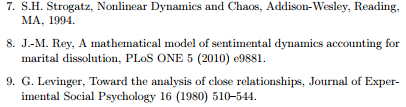 7. S.H. Strogatz, Nonlinear Dynamics and Chaos, Addison-Wesley, Reading,
MA, 1994.
8. J.-M. Rey, A mathematical model of sentimental dynamics accounting for
marital dissolution, PLoS ONE 5 (2010) e9881.
9. G. Levinger, Toward the analysis of close relationships, Journal of Exper-
imental Social Psychology 16 (1980) 510–544.